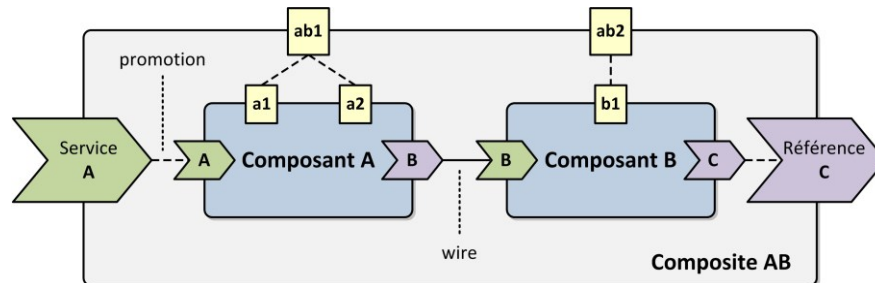 ab1
ab2
promotion
a1
a2
b1
Service
A
A
Composant A
B
B
Composant B
C
Référence
C
wire
Composite AB